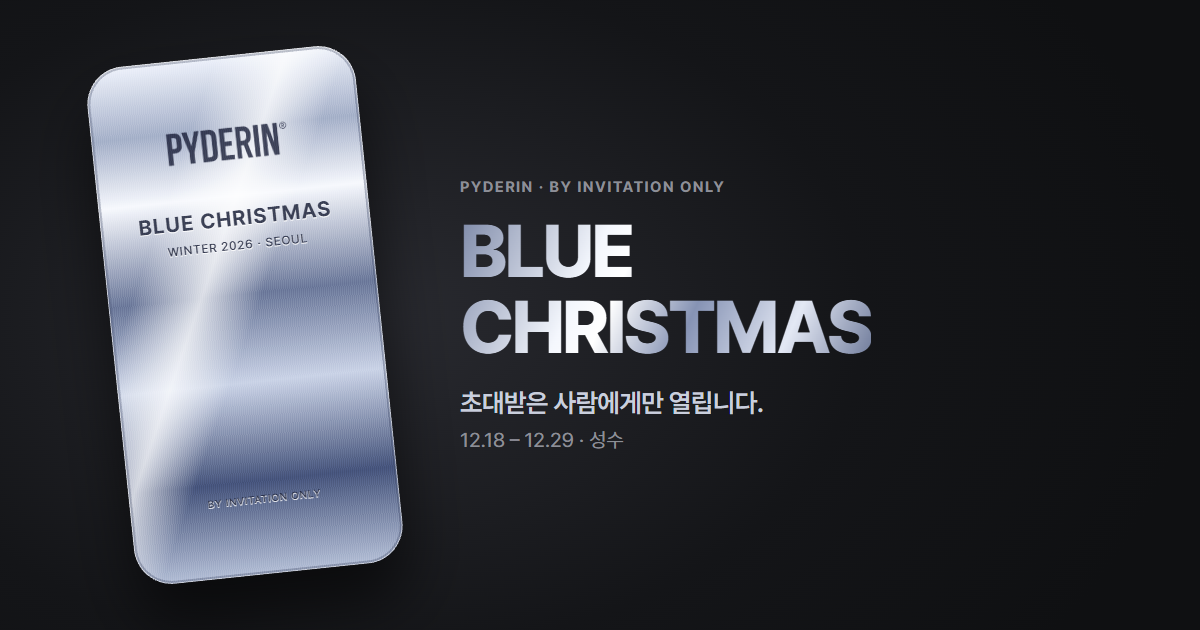 PYDERIN®
BLUE CHRISTMAS
WINTER 2026 · SEOUL
BY INVITATION ONLY
PYDERIN · BY INVITATION ONLY
BLUE
CHRISTMAS
초대받은 사람에게만 열립니다.
12.18 – 12.29 · 성수